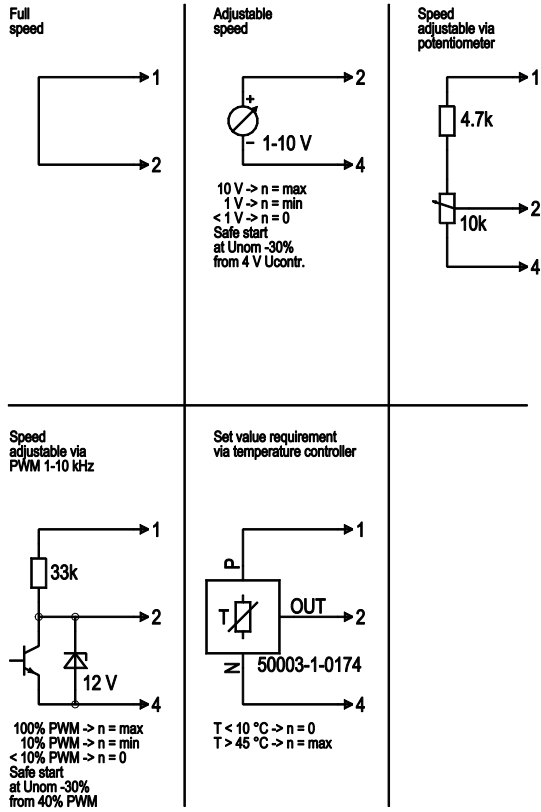 Full
speed
1
2
Adjustable
speed
2
+
1-10 V
–
4
10 V -> n = max
1 V -> n = min
< 1 V -> n = 0
Safe start
at Unom -30%
from 4 V Ucontr.
Speed
adjustable via
potentiometer
1
4.7k
2
10k
4
Speed
adjustable via
PWM 1-10 kHz
1
33k
2
12 V
4
100% PWM -> n = max
10% PWM -> n = min
< 10% PWM -> n = 0
Safe start
at Unom -30%
from 40% PWM
Set value requirement
via temperature controller
1
P
T
OUT
2
N
50003-1-0174
4
T < 10 °C -> n = 0
T > 45 °C -> n = max